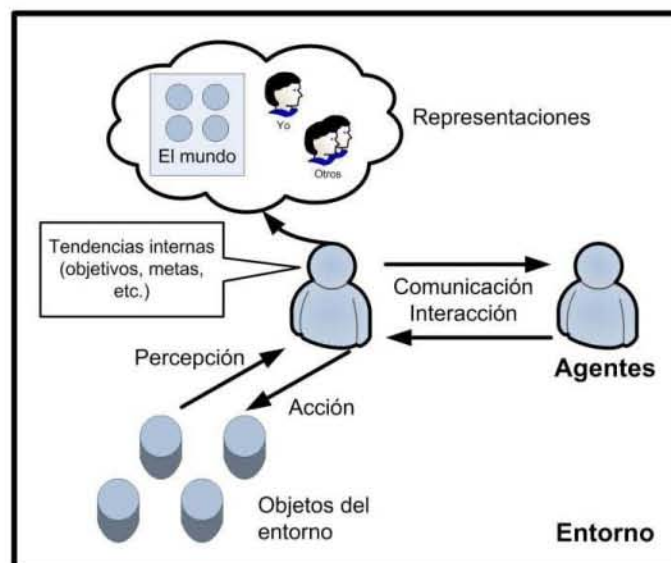 Representaciones
Yo
El mundo
Otros
Tendencias internas
(objetivos, metas,
etc.)
Comunicación
Interacción
Percepción
Agentes
Acción
Objetos del
entorno
Entorno